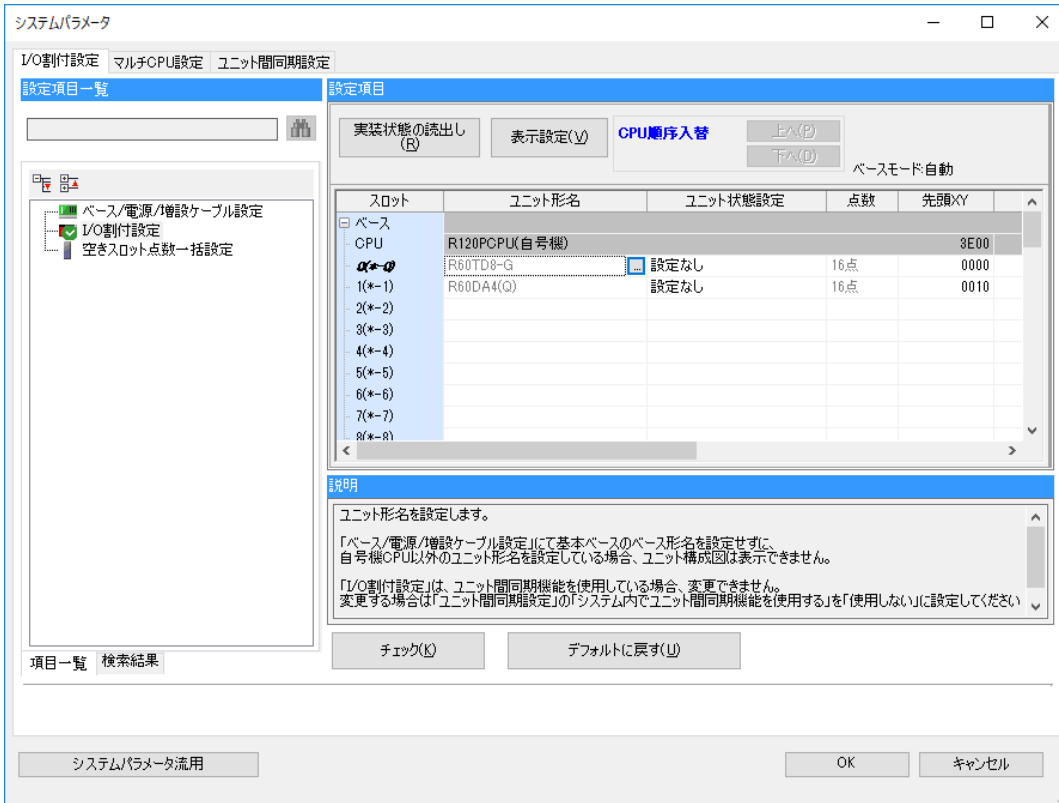 システムパラメータ
I/O割付設定 マルチCPU設定 ユニット間同期設定
設定項目一覧
ベース/電源/増設ケーブル設定
I/O割付設定
空きスロット点数一括設定
項目一覧 検索結果
設定項目
実装状態の読出し
(R)
表示設定(V)
CPU順序入替
上へ(P)
下へ(D)
ベースモード:自動
スロット ユニット形名 ユニット状態設定 点数 先頭XY
ベース
CPU R120PCPU(自号機) 3E00
0(*-0) R60TD8-G ... 設定なし 16点 0000
1(*-1) R60DA4(Q) 設定なし 16点 0010
2(*-2)
3(*-3)
4(*-4)
5(*-5)
6(*-6)
7(*-7)
8(*-8)
説明
ユニット形名を設定します。
「ベース/電源/増設ケーブル設定」にて基本ベースのベース形名を設定せずに、
自号機CPU以外のユニット形名を設定している場合、ユニット構成図は表示できません。
「I/O割付設定」は、ユニット間同期機能を使用している場合、変更できません。
変更する場合は「ユニット間同期設定」の「システム内でユニット間同期機能を使用する」を「使用しない」に設定してください
チェック(K) デフォルトに戻す(U)
システムパラメータ流用 OK キャンセル